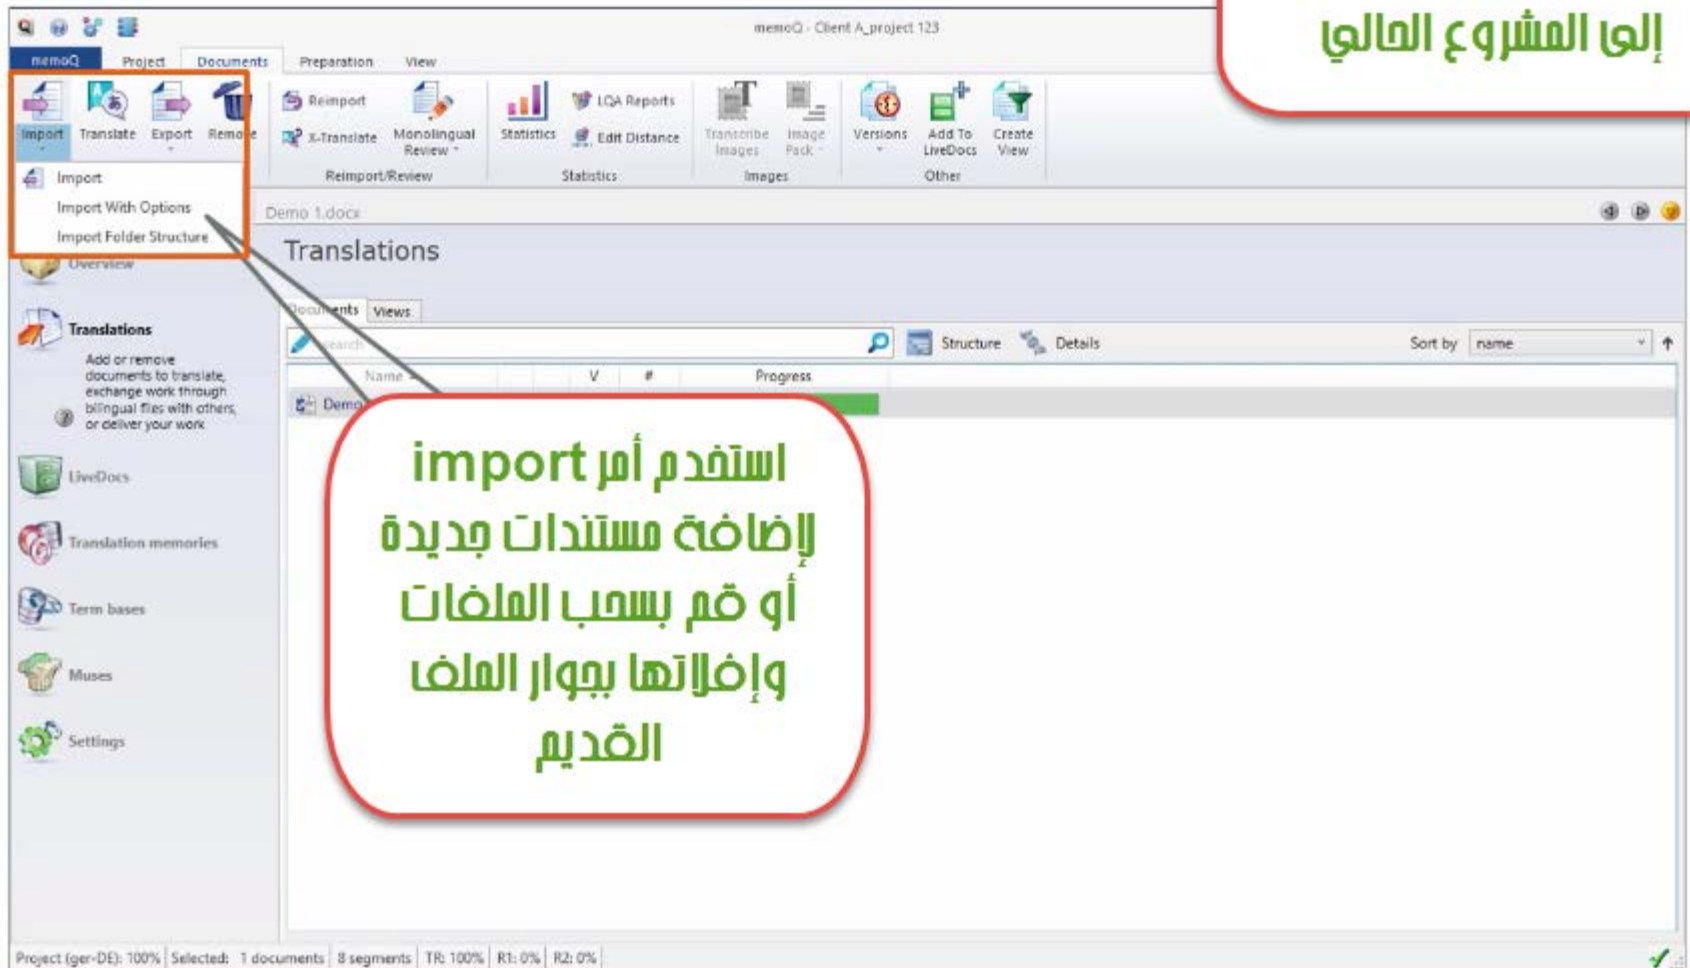 إلى المشروع الحالي
memoQ - Client A_project 123
memoQ Project Documents Preparation View
Import Translate Export Remove
Reimport
X-Translate
Monolingual Review
Reimport/Review
Statistics
LQA Reports
Edit Distance
Statistics
Transcribe Images
Image Pack
Images
Versions
Add To LiveDocs
Create View
Other
Import
Import With Options
Import Folder Structure
Demo 1.docx
Overview
Translations
Documents Views
search
Structure Details Sort by name
Name V # Progress
Demo
Translations
Add or remove
documents to translate,
exchange work through
bilingual files with others,
or deliver your work
LiveDocs
Translation memories
Term bases
Muses
Settings
استخدم أمر import
لإضافة مستندات جديدة
أو قم بسحب الملفات
وإفلاتها بجوار الملف
القديم
Project (ger-DE): 100% Selected: 1 documents 8 segments TR: 100% R1: 0% R2: 0%